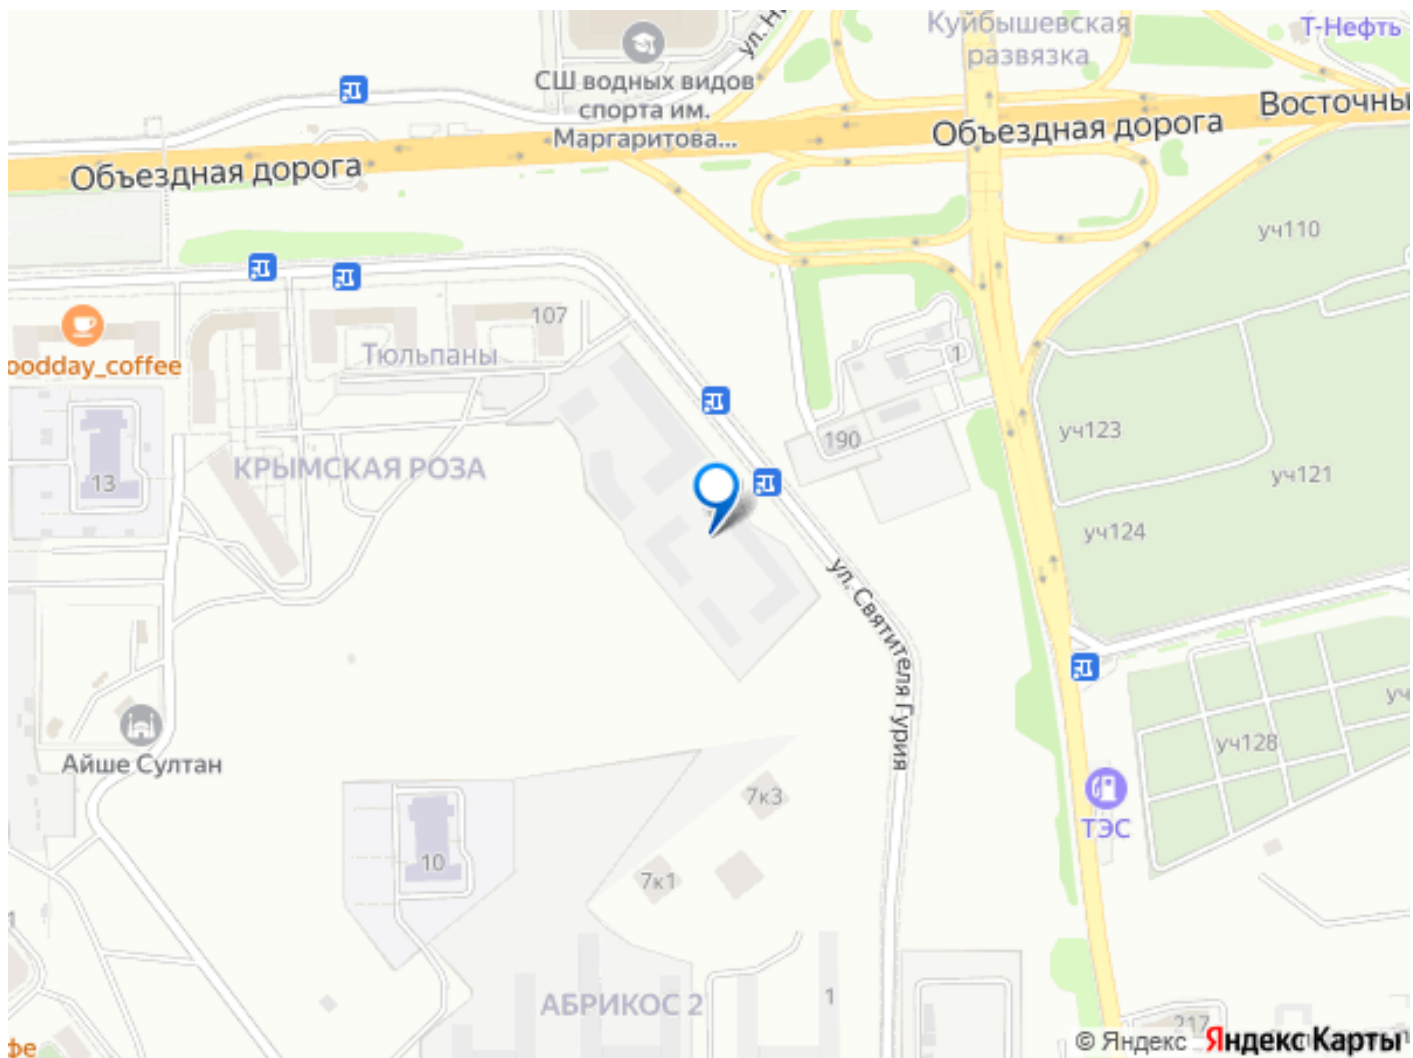 Куйбышевская
развязка
Т-Нефть
СШ водных видов
спорта им.
Маргаритова...
Объездная дорога
Восточны
Объездная дорога
уч110
107
oodday_coffee
Тюльпаны
1
190
уч123
КРЫМСКАЯ РОЗА
13
уч121
уч124
ул. Святителя Гурия
Айше Султан
уч128
7к3
ТЭС
10
7к1
АБРИКОС 2
1
217
фе
© Яндекс Яндекс Карты